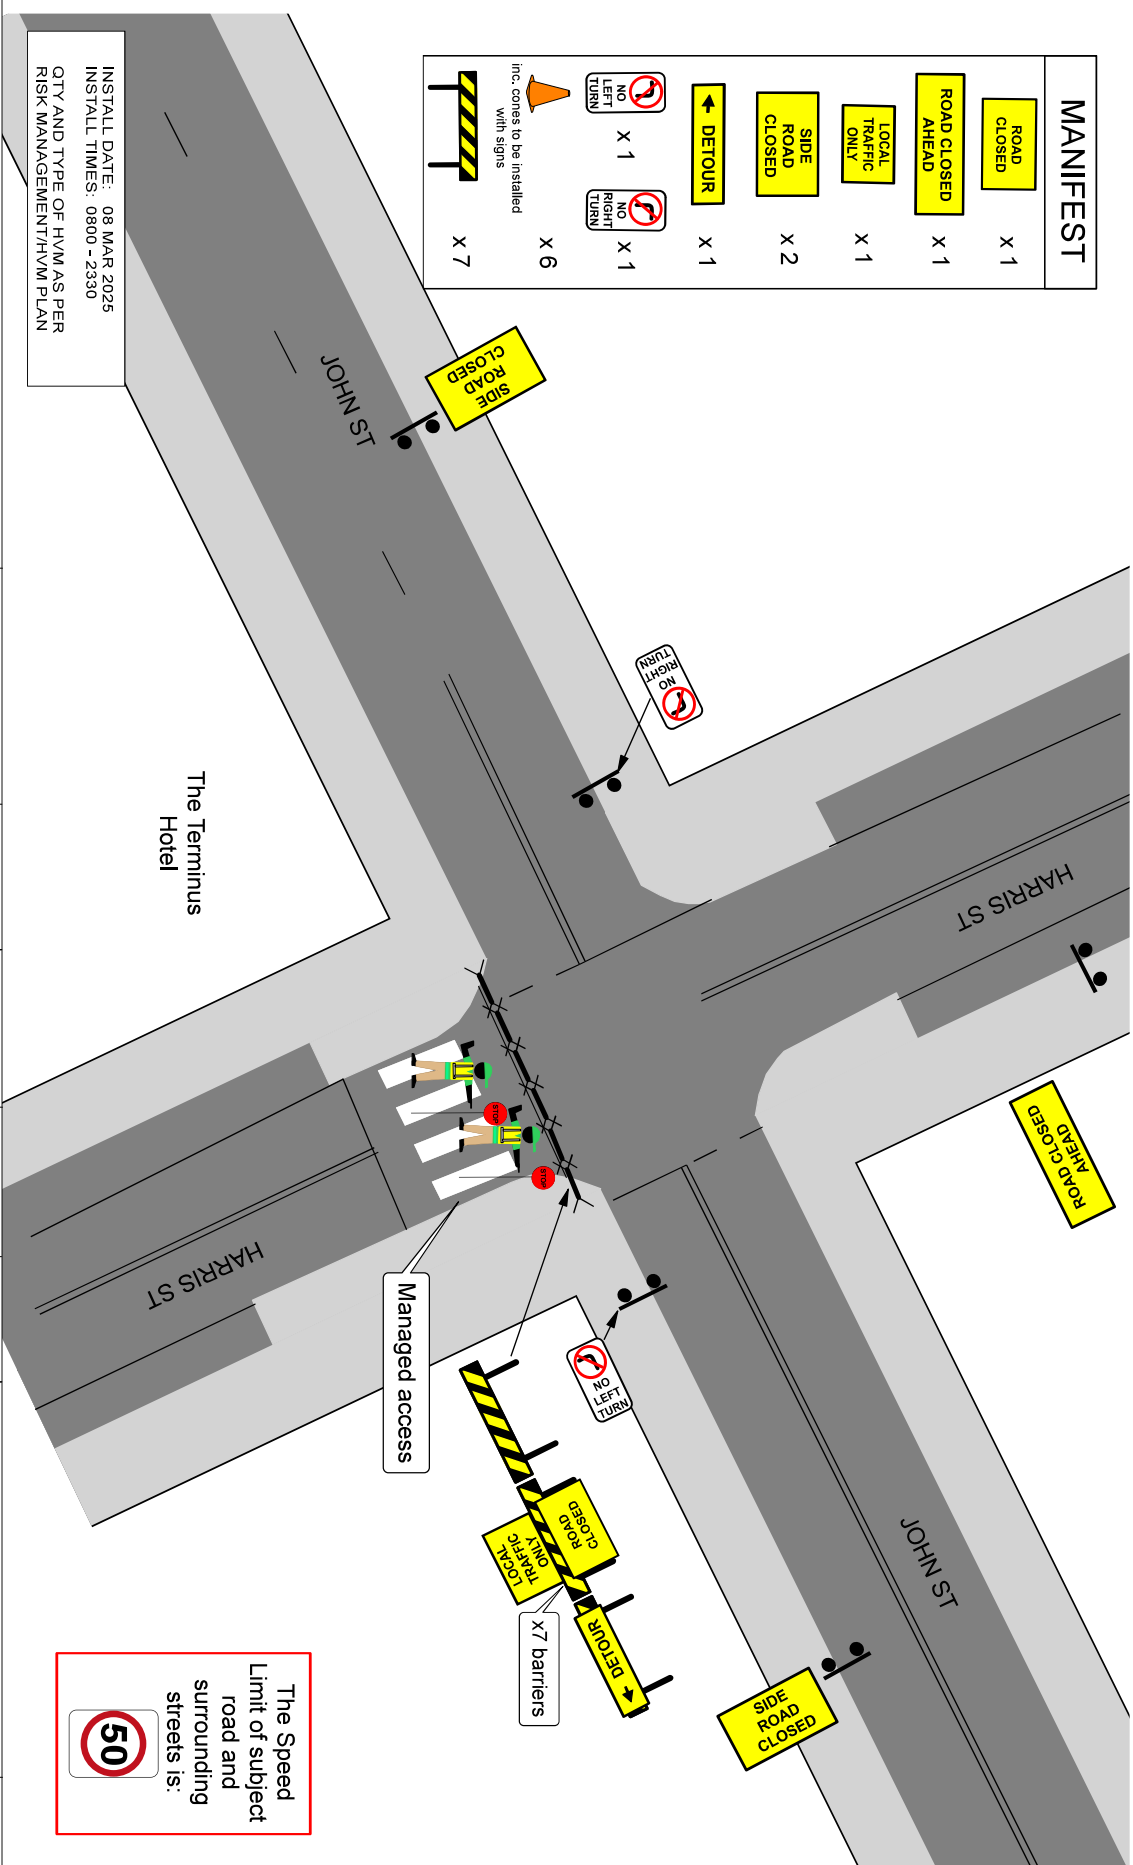 MANIFEST
ROAD
CLOSED
x 1
ROAD CLOSED
AHEAD
x 1
LOCAL
TRAFFIC
ONLY
x 1
SIDE
ROAD
CLOSED
x 2
DETOUR
x 1
NO
LEFT
TURN
x 1
NO
RIGHT
TURN
x 1
inc. cones to be installed
with signs
x 6
x 7
INSTALL DATE: 08 MAR 2025
INSTALL TIMES: 0800 - 2330
QTY AND TYPE OF HVM AS PER
RISK MANAGEMENT/HVM PLAN
SIDE
ROAD
CLOSED
JOHN ST
NO
RIGHT
TURN
HARRIS ST
ROAD CLOSED
AHEAD
The Terminus
Hotel
STOP
STOP
HARRIS ST
Managed access
NO
LEFT
TURN
ROAD
CLOSED
LOCAL
TRAFFIC
ONLY
DETOUR
x7 barriers
JOHN ST
SIDE
ROAD
CLOSED
The Speed
Limit of subject
road and
surrounding
streets is:
50